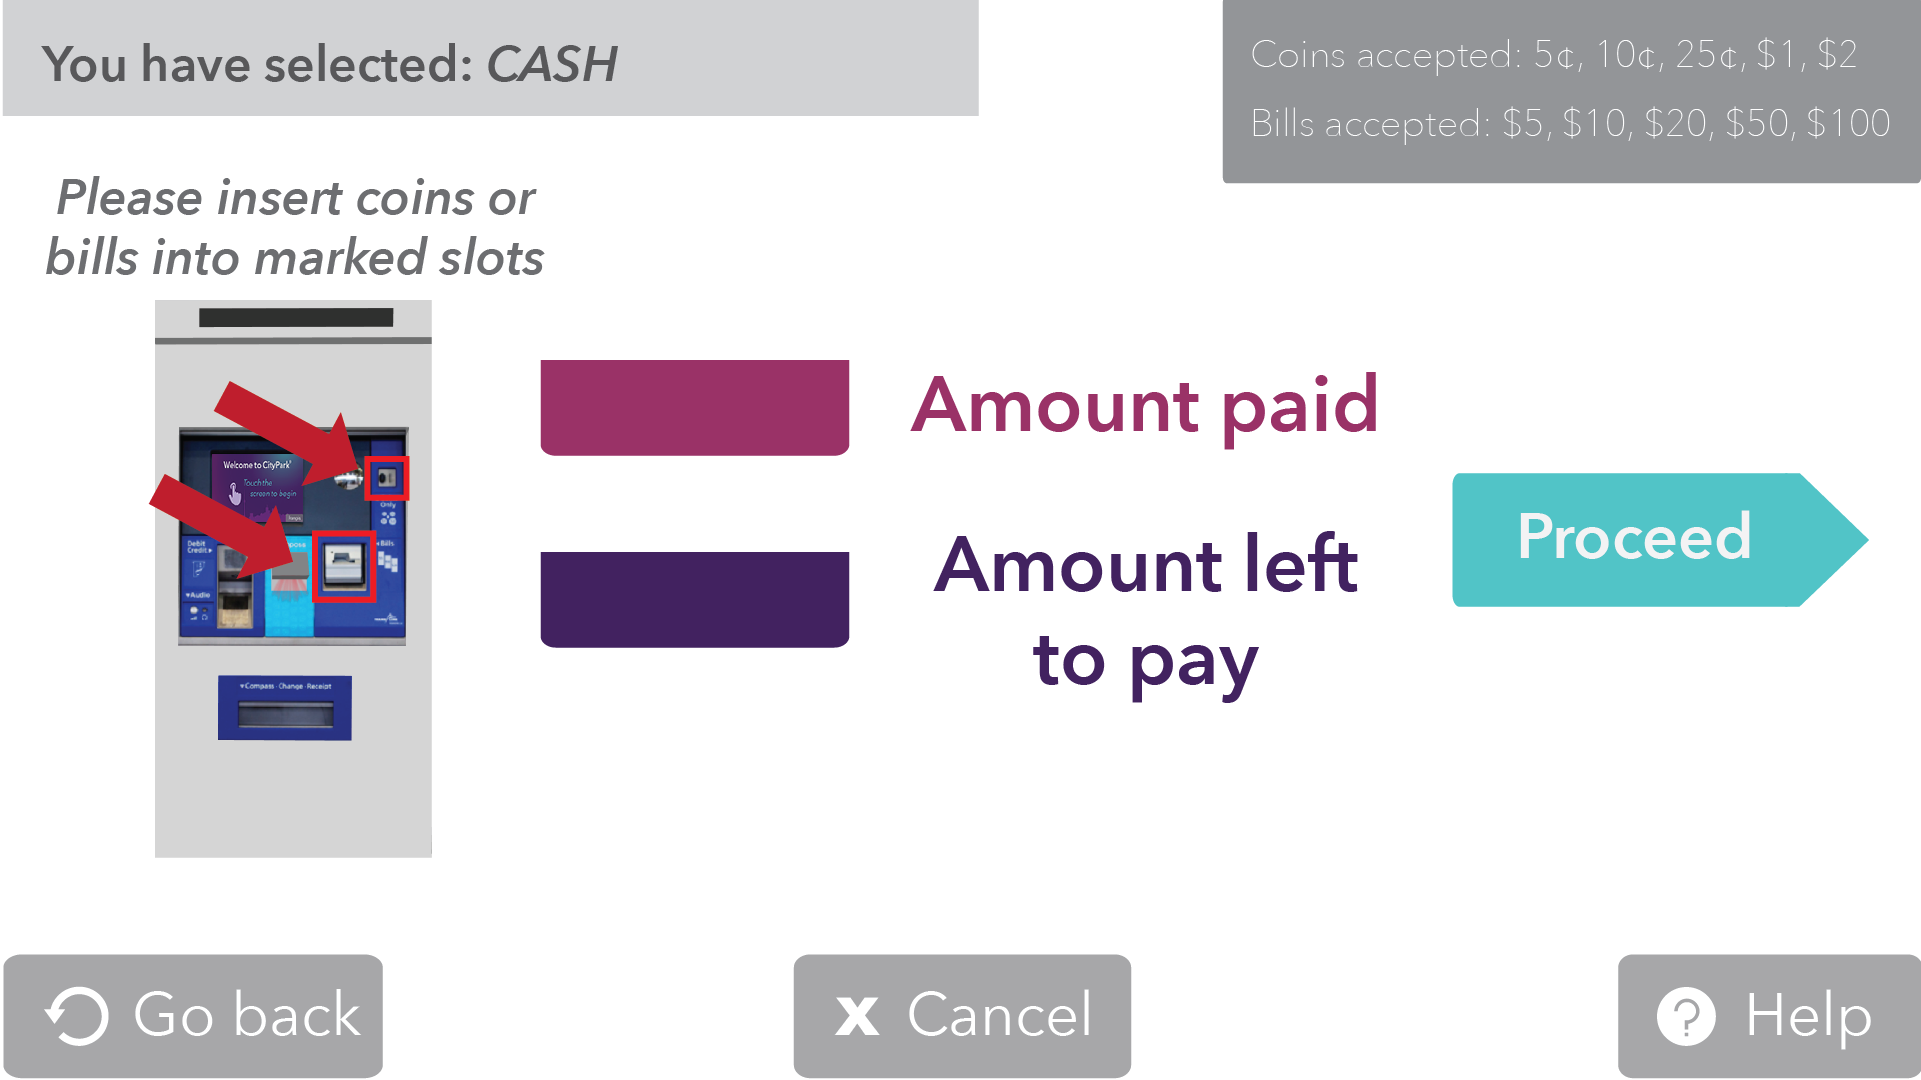 You have selected: CASH
Coins accepted: 5¢, 10¢, 25¢, $1, $2
Bills accepted: $5, $10, $20, $50, $100
Please insert coins or
bills into marked slots
Welcome to CityPark
Touch the
screen to begin
Only
Debit
Credit
Bills
Audio
Compass · Change · Receipt
Amount paid
Amount left
to pay
Proceed
Go back
X Cancel
? Help